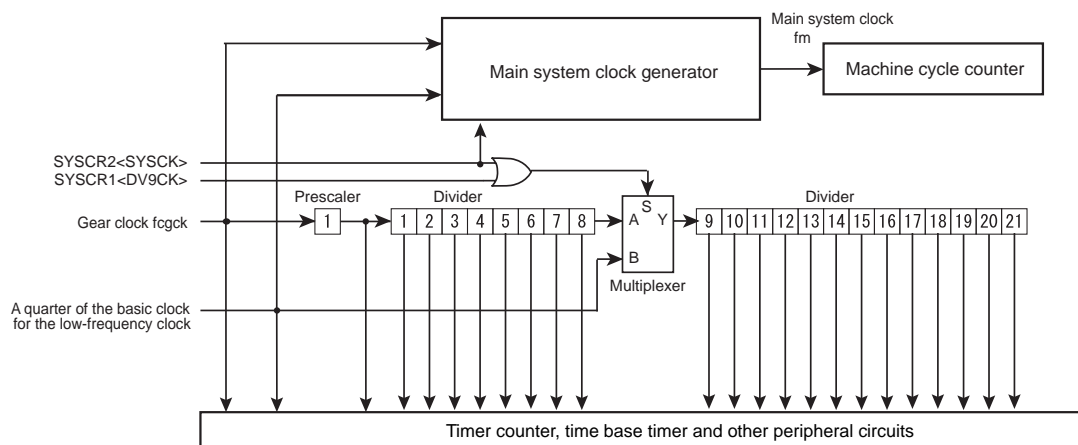 Main system clock
fm
Main system clock generator
Machine cycle counter
SYSCR2<SYSCK>
SYSCR1<DV9CK>
Prescaler
Divider
S
Divider
Gear clock fcgck
1
1 2 3 4 5 6 7 8
A
Y
9 10 11 12 13 14 15 16 17 18 19 20 21
B
Multiplexer
A quarter of the basic clock
for the low-frequency clock
Timer counter, time base timer and other peripheral circuits